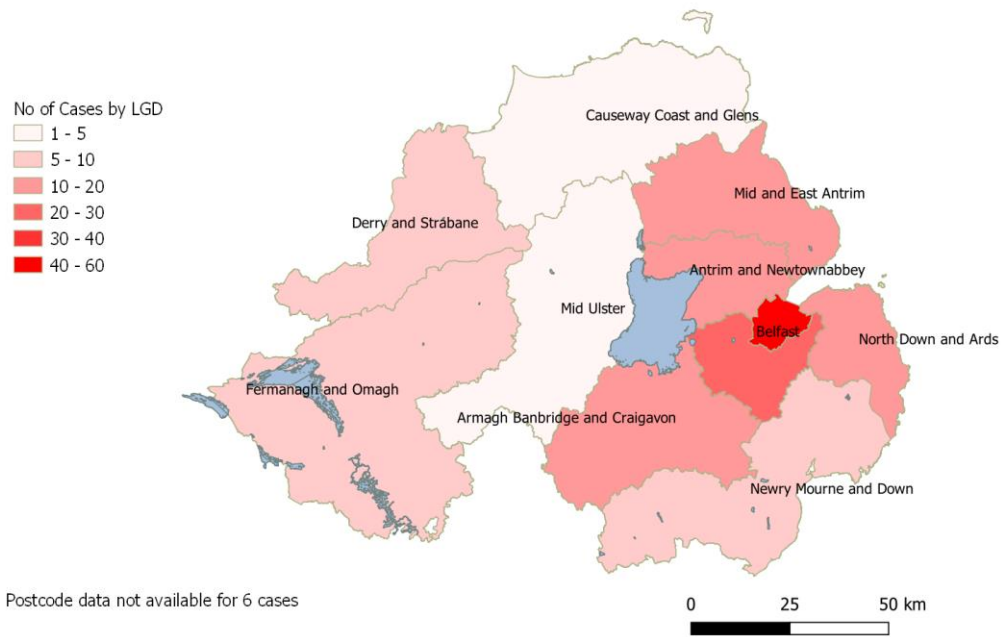 No of Cases by LGD
1 - 5
5 - 10
10 - 20
20 - 30
30 - 40
40 - 60
Causeway Coast and Glens
Mid and East Antrim
Derry and Strábane
Antrim and Newtownabbey
Mid Ulster
Belfast
North Down and Ards
Fermanagh and Omagh
Armagh Banbridge and Craigavon
Newry Mourne and Down
Postcode data not available for 6 cases
0 25 50 km